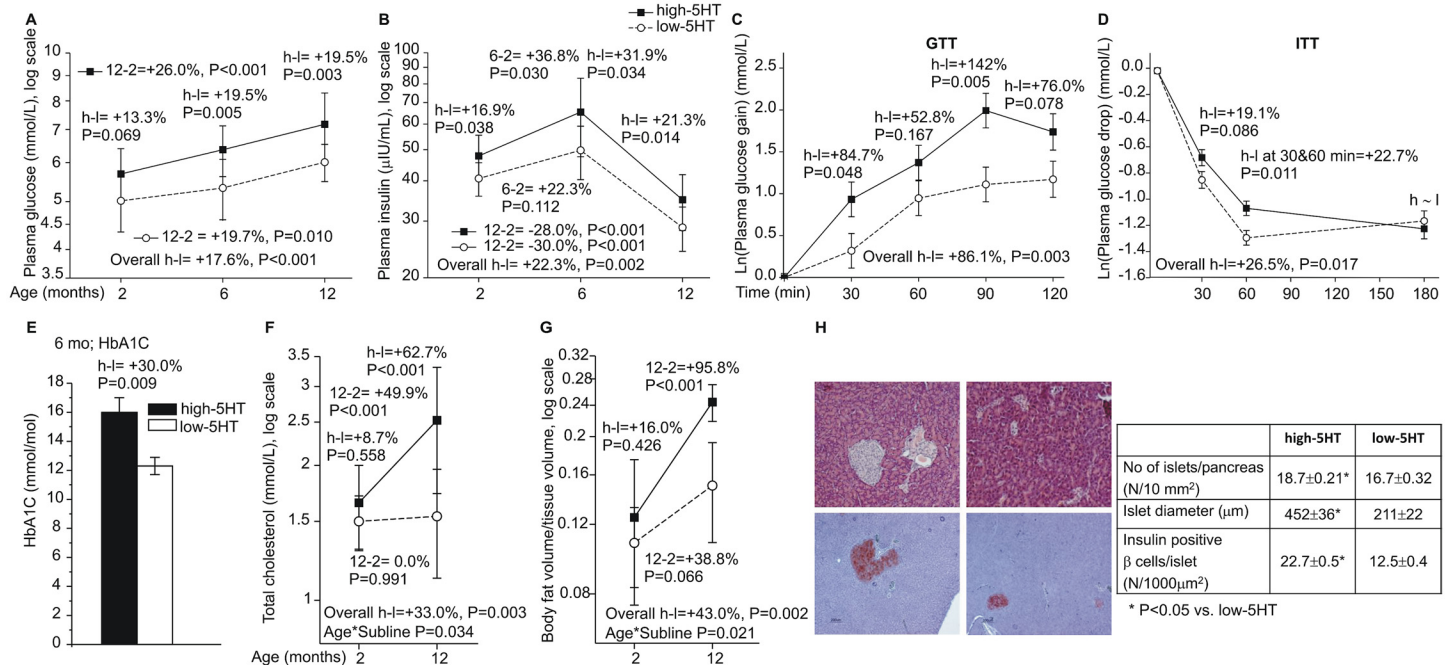 high-5HT
low-5HT
A
Plasma glucose (mmol/L), log scale
10
9
8
7
6
5
4
3.5
12-2=+26.0%, P<0.001
h-l= +13.3%
P=0.069
h-l= +19.5%
P=0.005
h-l= +19.5%
P=0.003
12-2 = +19.7%, P=0.010
Overall h-l= +17.6%, P<0.001
Age (months)
2
6
12
B
Plasma insulin (μIU/mL), log scale
100
90
80
70
60
50
40
30
20
h-l= +16.9%
P=0.038
6-2= +36.8%
P=0.030
h-l= +31.9%
P=0.034
h-l= +21.3%
P=0.014
6-2= +22.3%
P=0.112
12-2= -28.0%, P<0.001
12-2= -30.0%, P<0.001
Overall h-l= +22.3%, P=0.002
2
6
12
C
GTT
Ln(Plasma glucose gain) (mmol/L)
2.5
2.0
1.5
1.0
0.5
0.0
h-l=+84.7%
P=0.048
h-l=+52.8%
P=0.167
h-l= +142%
P=0.005
h-l=+76.0%
P=0.078
Overall h-l= +86.1%, P=0.003
Time (min)
30
60
90
120
D
ITT
Ln(Plasma glucose drop) (mmol/L)
0.0
-0.2
-0.4
-0.6
-0.8
-1.0
-1.2
-1.4
-1.6
h-l= +19.1%
P=0.086
h-l at 30&60 min=+22.7%
P=0.011
h ~ l
Overall h-l=+26.5%, P=0.017
30
60
90
120
150
180
E
6 mo; HbA1C
h-l= +30.0%
P=0.009
HbA1C (mmol/mol)
18
16
14
12
10
8
6
4
2
0
high-5HT
low-5HT
F
Total cholesterol (mmol/L), log scale
3.5
3
2.5
2
1.5
1
h-l=+62.7%
P<0.001
12-2= +49.9%
P<0.001
h-l=+8.7%
P=0.558
12-2= 0.0%
P=0.991
Overall h-l=+33.0%, P=0.003
Age*Subline P=0.034
Age (months)
2
12
G
Body fat volume/tissue volume, log scale
0.32
0.28
0.24
0.2
0.16
0.12
0.08
12-2=+95.8%
P<0.001
h-l=+16.0%
P=0.426
12-2=+38.8%
P=0.066
Overall h-l=+43.0%, P=0.002
Age*Subline P=0.021
2
12
H
high-5HT
low-5HT
No of islets/pancreas
(N/10 mm²)
18.7±0.21*
16.7±0.32
Islet diameter (μm)
452±36*
211±22
Insulin positive
β cells/islet
(N/1000μm²)
22.7±0.5*
12.5±0.4
* P<0.05 vs. low-5HT